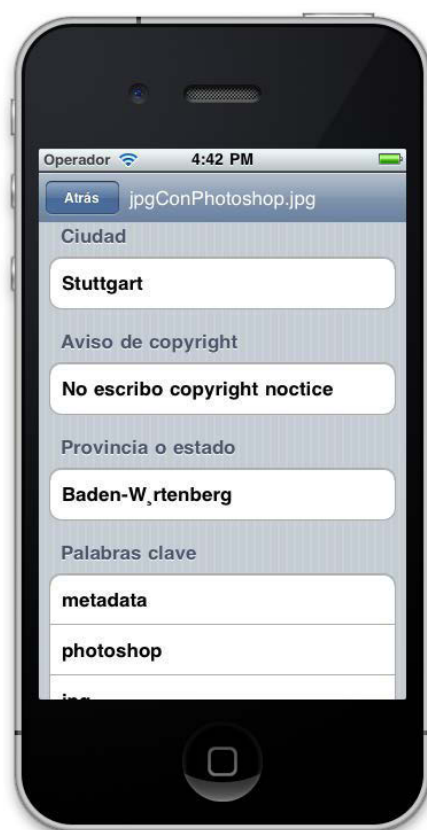 Operador 4:42 PM
Atrás jpgConPhotoshop.jpg
Ciudad
Stuttgart
Aviso de copyright
No escribo copyright noctice
Provincia o estado
Baden-W¸rtenberg
Palabras clave
metadata
photoshop